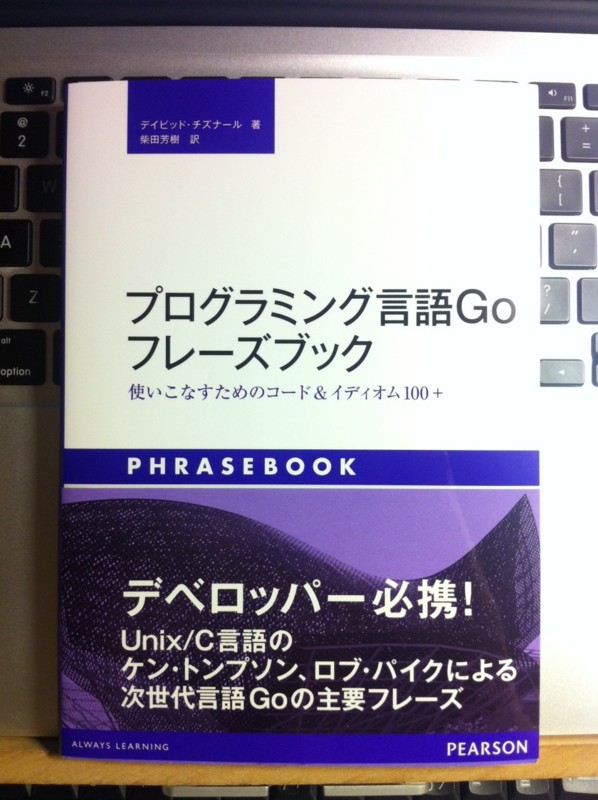 デイビッド・チズナール 著
柴田芳樹 訳
プログラミング言語Go
フレーズブック
使いこなすためのコード&イディオム100+
PHRASEBOOK
デベロッパー必携!
Unix/C言語の
ケン・トンプソン、ロブ・パイクによる
次世代言語Goの主要フレーズ
ALWAYS LEARNING
PEARSON
F2
F11
@
2
W
A
Z
alt
option
+
=
{
[
"
,
?
/